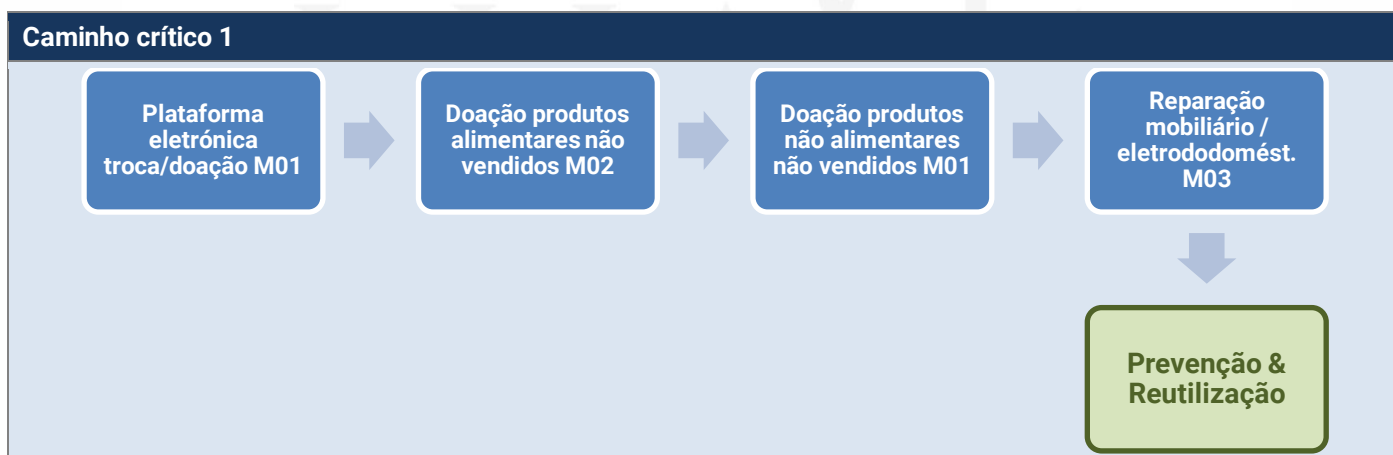 Caminho crítico 1
Plataforma
eletrónica
troca/doação M01
Doação produtos
alimentares não
vendidos M02
Doação produtos
não alimentares
não vendidos M01
Reparação
mobiliário /
eletrododomést.
M03
Prevenção &
Reutilização